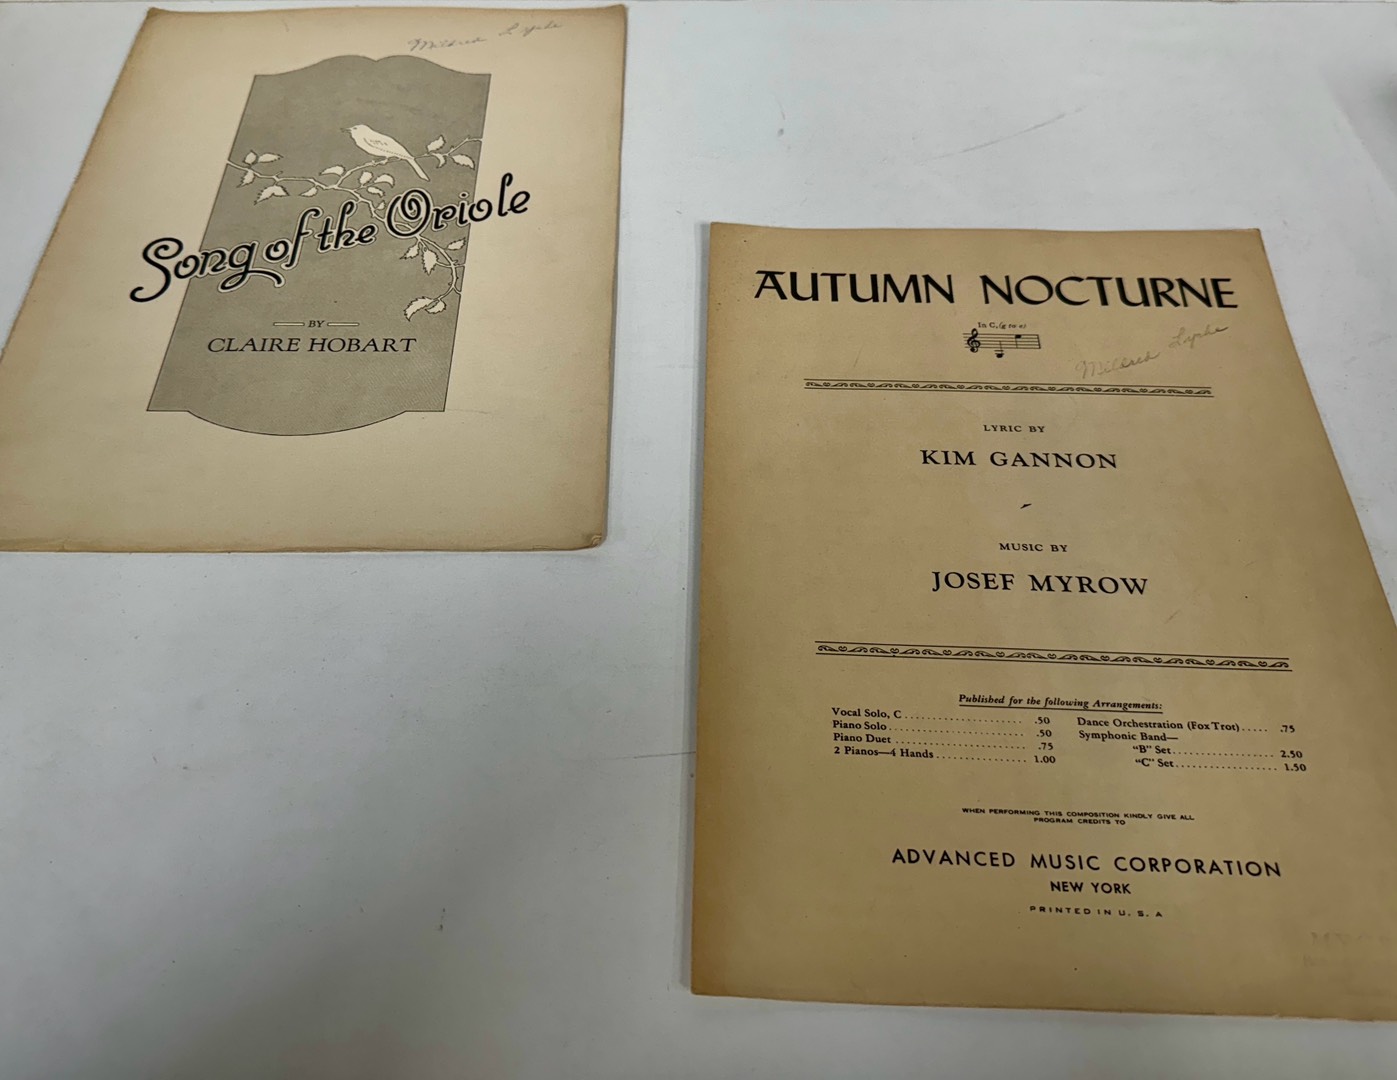 Mildred
Song of the Oriole
BY
CLAIRE HOBART
AUTUMN NOCTURNE
In C, (g to e)
Mildred
LYRIC BY
KIM GANNON
MUSIC BY
JOSEF MYROW
Published for the following Arrangements:
Vocal Solo, C .50
Piano Solo .50
Piano Duet .75
2 Pianos—4 Hands 1.00
Dance Orchestration (Fox Trot) .75
Symphonic Band—
"B" Set 2.50
"C" Set 1.50
WHEN PERFORMING THIS COMPOSITION KINDLY GIVE ALL
PROGRAM CREDITS TO
ADVANCED MUSIC CORPORATION
NEW YORK
PRINTED IN U. S. A